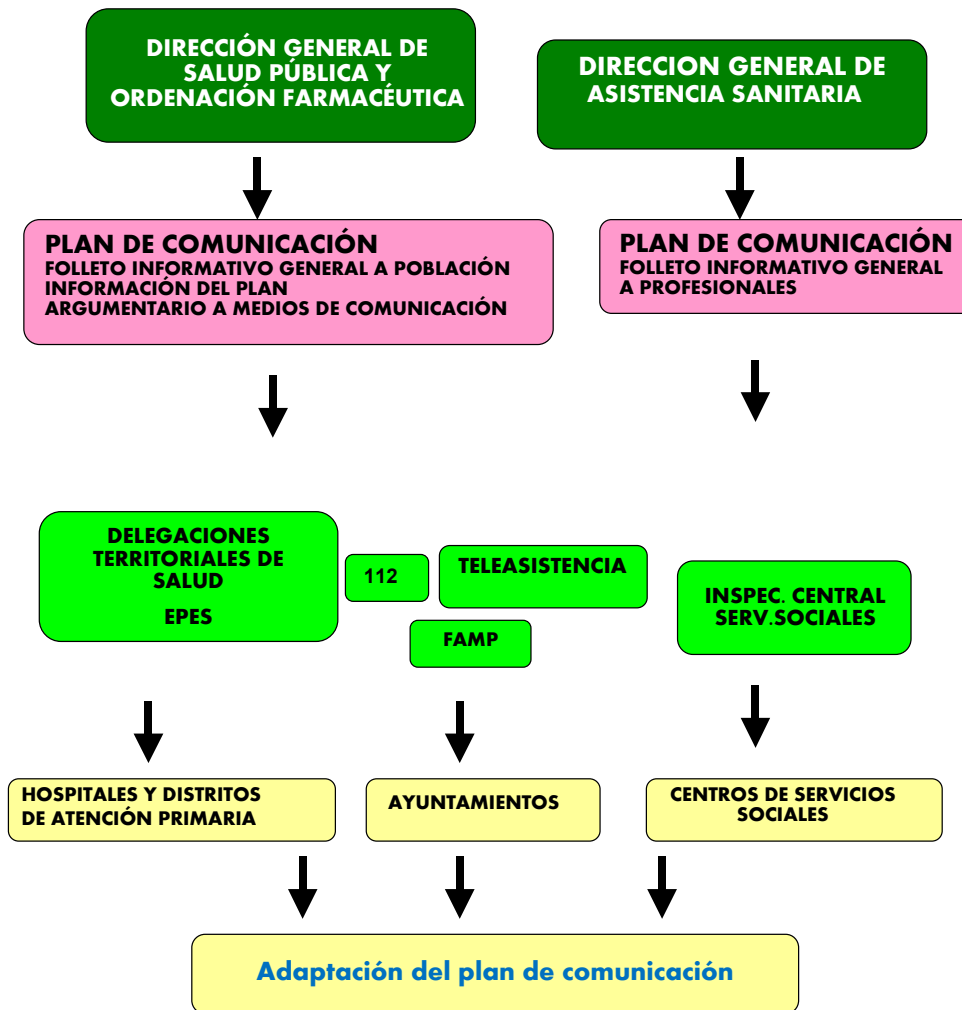 DIRECCIÓN GENERAL DE
SALUD PÚBLICA Y
ORDENACIÓN FARMACÉUTICA
DIRECCION GENERAL DE
ASISTENCIA SANITARIA
PLAN DE COMUNICACIÓN
FOLLETO INFORMATIVO GENERAL A POBLACIÓN
INFORMACIÓN DEL PLAN
ARGUMENTARIO A MEDIOS DE COMUNICACIÓN
PLAN DE COMUNICACIÓN
FOLLETO INFORMATIVO GENERAL
A PROFESIONALES
DELEGACIONES
TERRITORIALES DE
SALUD
EPES
112
TELEASISTENCIA
FAMP
INSPEC. CENTRAL
SERV.SOCIALES
HOSPITALES Y DISTRITOS
DE ATENCIÓN PRIMARIA
AYUNTAMIENTOS
CENTROS DE SERVICIOS
SOCIALES
Adaptación del plan de comunicación